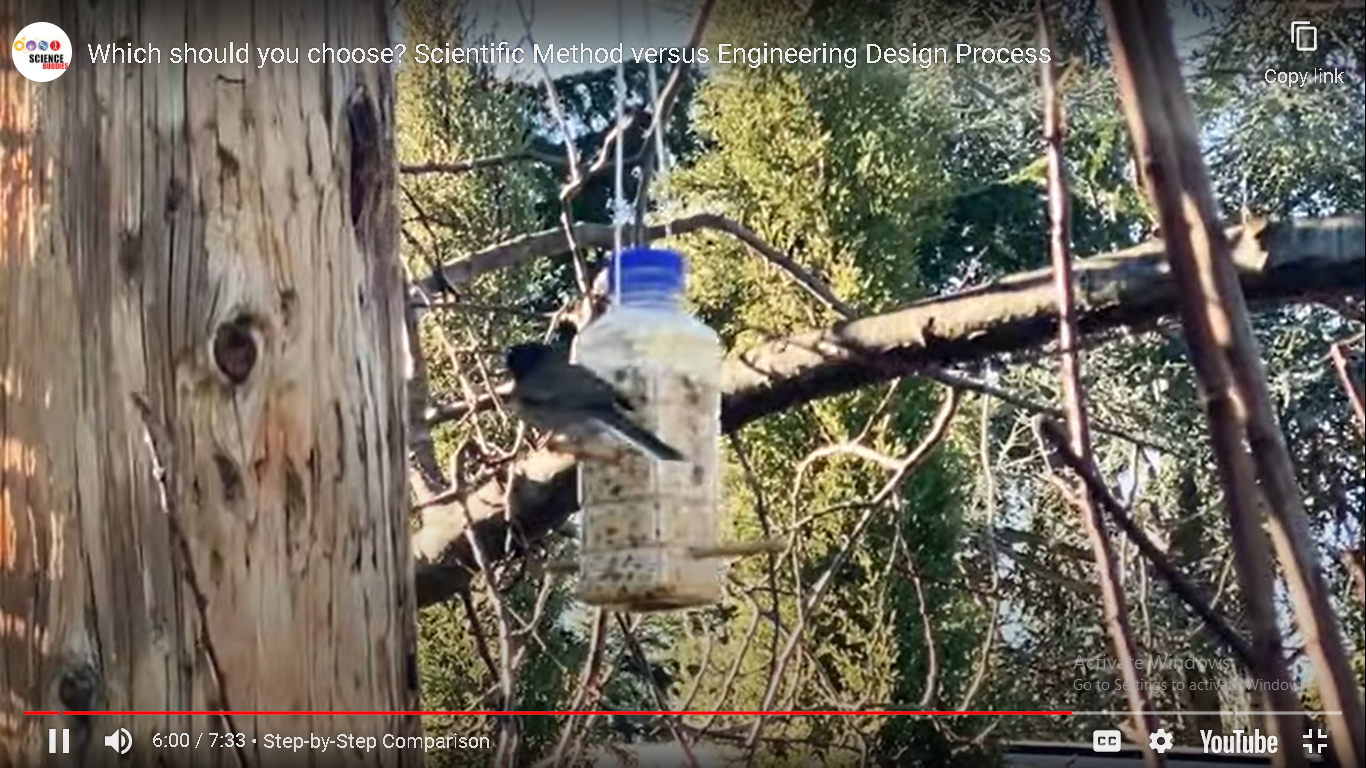 SCIENCE
BUDDIES
Which should you choose? Scientific Method versus Engineering Design Process
Copy link
Activate Windows
Go to Settings to activate Windows.
6:00 / 7:33 • Step-by-Step Comparison
CC
YouTube